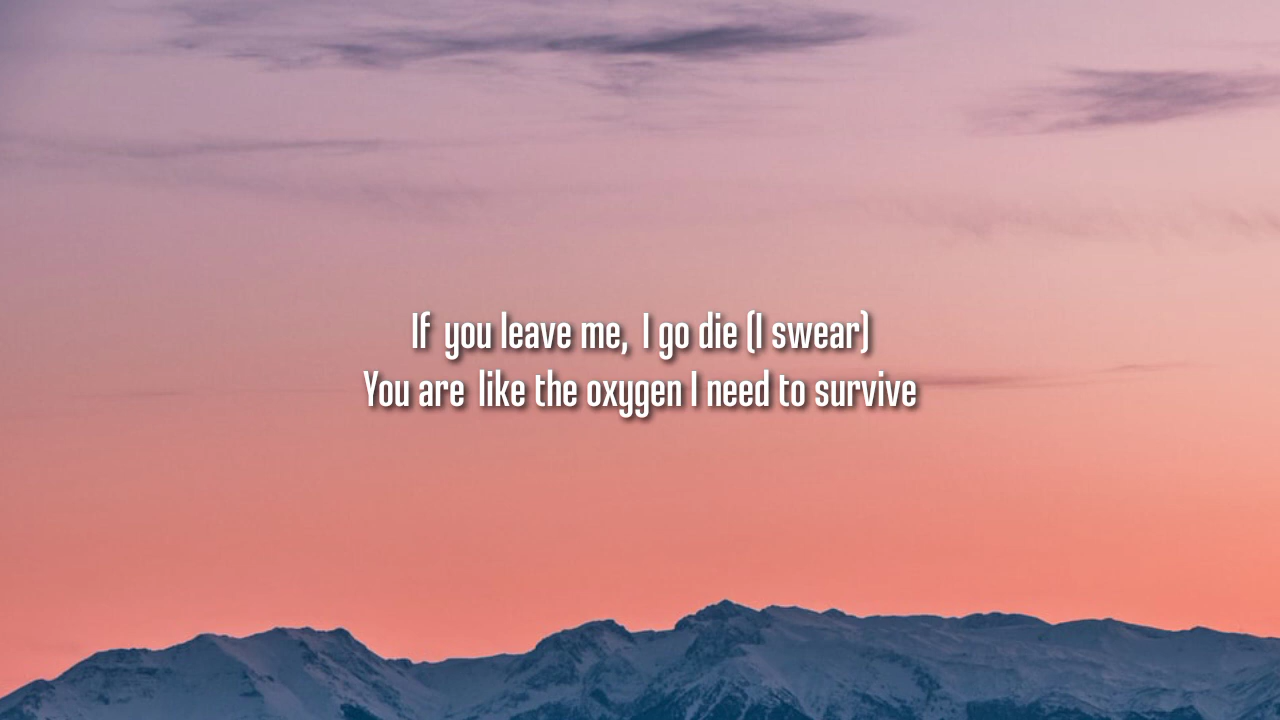 If you leave me, I go die (I swear)
You are like the oxygen I need to survive